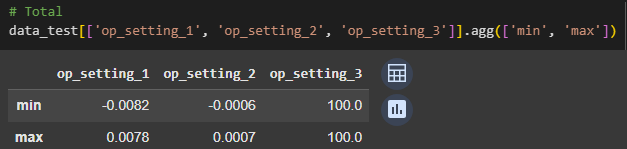 # Total
data_test[['op_setting_1', 'op_setting_2', 'op_setting_3']].agg(['min', 'max'])
op_setting_1 op_setting_2 op_setting_3
min -0.0082 -0.0006 100.0
max 0.0078 0.0007 100.0